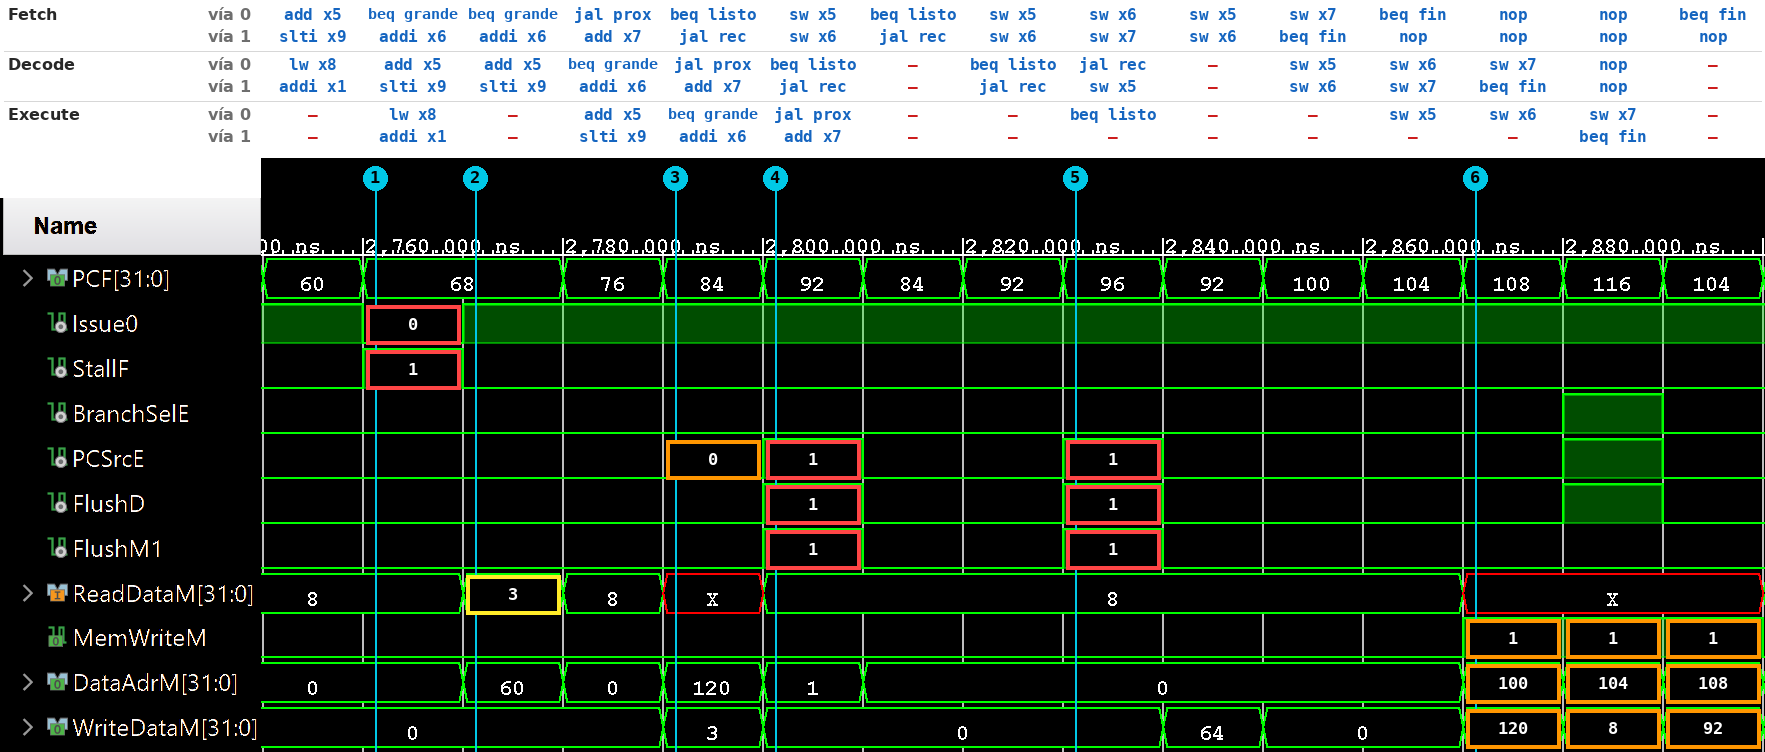 Fetch vía 0 add x5 beq grande beq grande jal prox beq listo sw x5 beq listo sw x5 sw x6 sw x5 sw x7 beq fin nop nop beq fin
vía 1 slti x9 addi x6 addi x6 add x7 jal rec sw x6 jal rec sw x6 sw x7 sw x6 beq fin nop nop nop nop
Decode vía 0 lw x8 add x5 add x5 beq grande jal prox beq listo – beq listo jal rec – sw x5 sw x6 sw x7 nop –
vía 1 addi x1 slti x9 slti x9 addi x6 add x7 jal rec – jal rec sw x5 – sw x6 sw x7 beq fin nop –
Execute vía 0 – lw x8 – add x5 beq grande jal prox – – beq listo – – sw x5 sw x6 sw x7 –
vía 1 – addi x1 – slti x9 addi x6 add x7 – – – – – – – beq fin –
1 2 3 4 5 6
Name
00 ns 2,760.000 ns 2,780.000 ns 2,800.000 ns 2,820.000 ns 2,840.000 ns 2,860.000 ns 2,880.000 ns
PCF[31:0] 60 68 76 84 92 84 92 96 92 100 104 108 116 104
Issue0 0
StallF 1
BranchSelE
PCSrcE 0 1 1
FlushD 1 1
FlushM1 1 1
ReadDataM[31:0] 8 3 8 X 8 X
MemWriteM 1 1 1
DataAdrM[31:0] 0 60 0 120 1 0 100 104 108
WriteDataM[31:0] 0 3 0 64 0 120 8 92